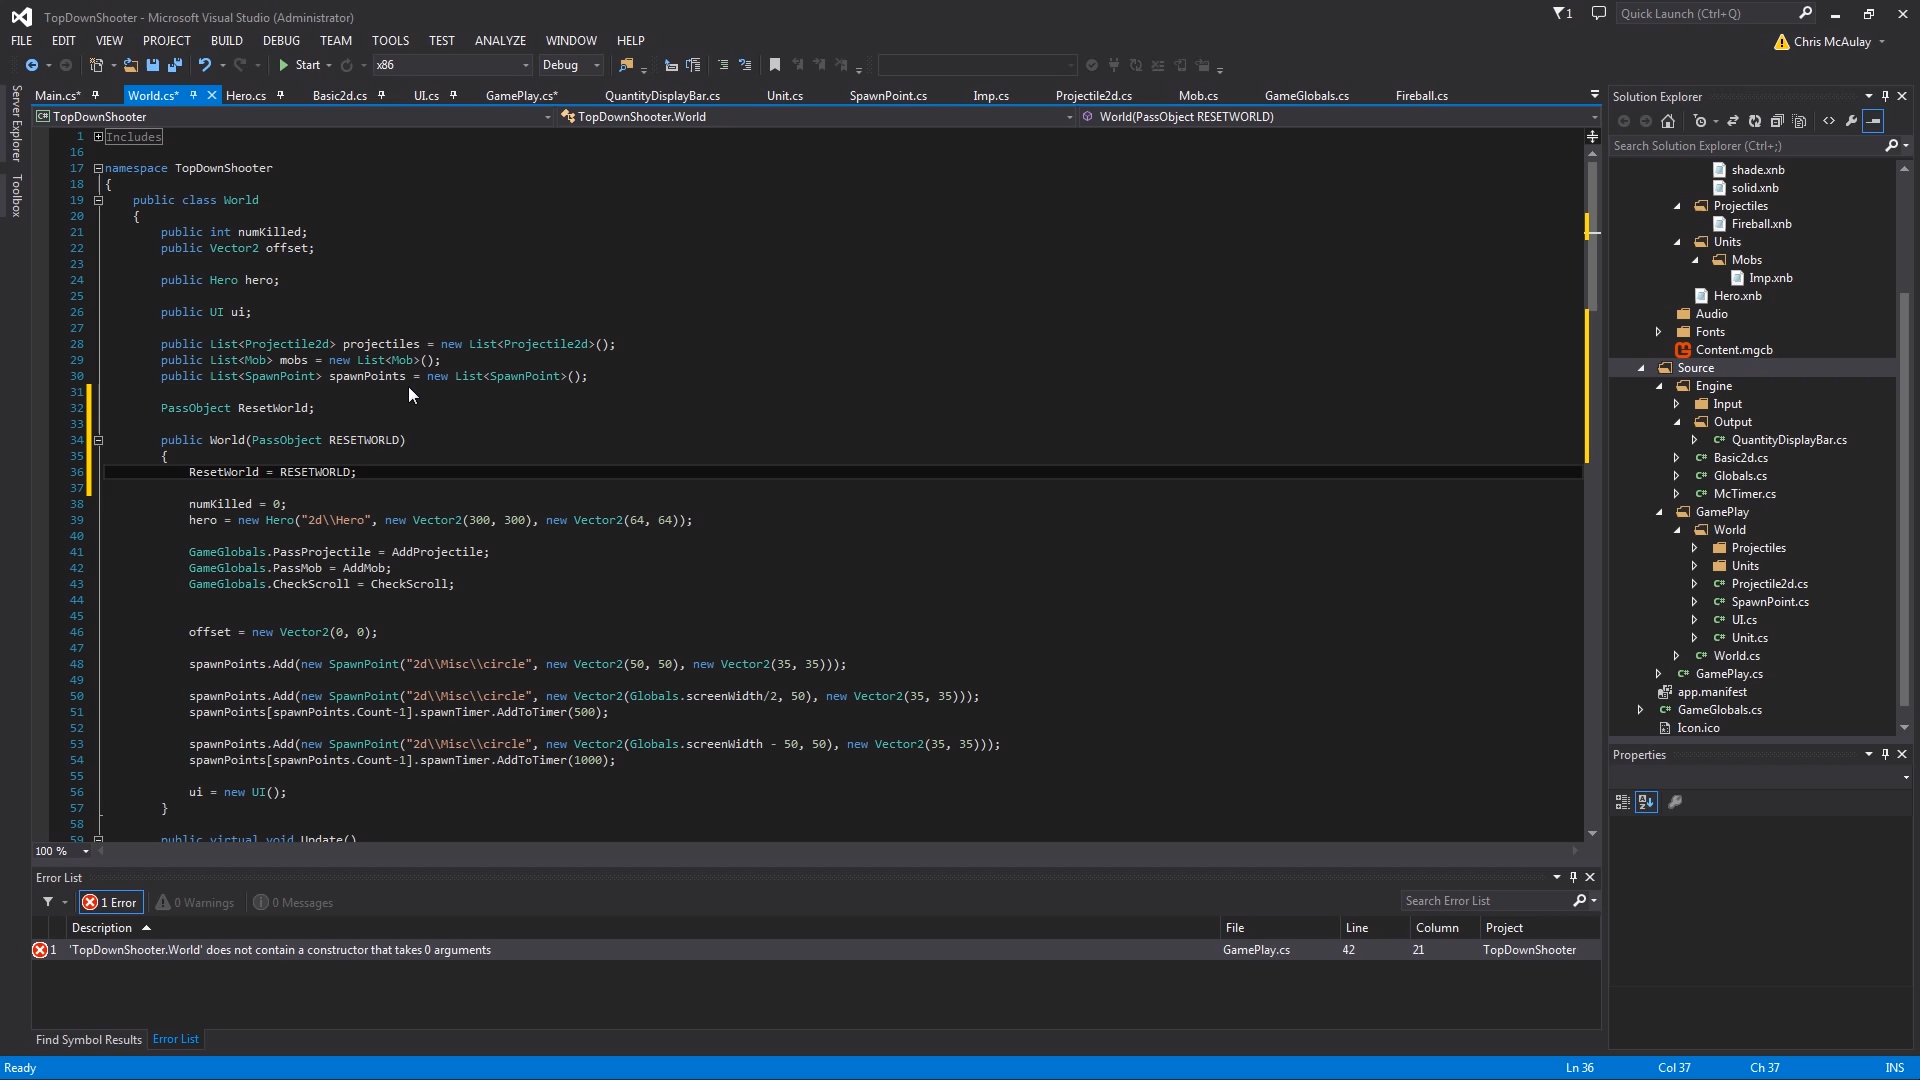 TopDownShooter - Microsoft Visual Studio (Administrator)
1
Quick Launch (Ctrl+Q)
FILE EDIT VIEW PROJECT BUILD DEBUG TEAM TOOLS TEST ANALYZE WINDOW HELP
Chris McAulay
Start x86 Debug
Server Explorer
Toolbox
Main.cs* World.cs* Hero.cs Basic2d.cs UI.cs GamePlay.cs* QuantityDisplayBar.cs Unit.cs SpawnPoint.cs Imp.cs Projectile2d.cs Mob.cs GameGlobals.cs Fireball.cs
TopDownShooter TopDownShooter.World World(PassObject RESETWORLD)
1 Includes
16
17 namespace TopDownShooter
18 {
19 public class World
20 {
21 public int numKilled;
22 public Vector2 offset;
23
24 public Hero hero;
25
26 public UI ui;
27
28 public List<Projectile2d> projectiles = new List<Projectile2d>();
29 public List<Mob> mobs = new List<Mob>();
30 public List<SpawnPoint> spawnPoints = new List<SpawnPoint>();
31
32 PassObject ResetWorld;
33
34 public World(PassObject RESETWORLD)
35 {
36 ResetWorld = RESETWORLD;
37
38 numKilled = 0;
39 hero = new Hero("2d\\Hero", new Vector2(300, 300), new Vector2(64, 64));
40
41 GameGlobals.PassProjectile = AddProjectile;
42 GameGlobals.PassMob = AddMob;
43 GameGlobals.CheckScroll = CheckScroll;
44
45
46 offset = new Vector2(0, 0);
47
48 spawnPoints.Add(new SpawnPoint("2d\\Misc\\circle", new Vector2(50, 50), new Vector2(35, 35)));
49
50 spawnPoints.Add(new SpawnPoint("2d\\Misc\\circle", new Vector2(Globals.screenWidth/2, 50), new Vector2(35, 35)));
51 spawnPoints[spawnPoints.Count-1].spawnTimer.AddToTimer(500);
52
53 spawnPoints.Add(new SpawnPoint("2d\\Misc\\circle", new Vector2(Globals.screenWidth - 50, 50), new Vector2(35, 35)));
54 spawnPoints[spawnPoints.Count-1].spawnTimer.AddToTimer(1000);
55
56 ui = new UI();
57 }
58
59 public virtual void Update()
100 %
Solution Explorer
Search Solution Explorer (Ctrl+;)
shade.xnb
solid.xnb
Projectiles
Fireball.xnb
Units
Mobs
Imp.xnb
Hero.xnb
Audio
Fonts
Content.mgcb
Source
Engine
Input
Output
C# QuantityDisplayBar.cs
C# Basic2d.cs
C# Globals.cs
C# McTimer.cs
GamePlay
World
Projectiles
Units
C# Projectile2d.cs
C# SpawnPoint.cs
C# UI.cs
C# Unit.cs
C# World.cs
C# GamePlay.cs
app.manifest
C# GameGlobals.cs
Icon.ico
Properties
Error List
1 Error 0 Warnings 0 Messages
Search Error List
Description File Line Column Project
1 'TopDownShooter.World' does not contain a constructor that takes 0 arguments GamePlay.cs 42 21 TopDownShooter
Find Symbol Results Error List
Ready Ln 36 Col 37 Ch 37 INS